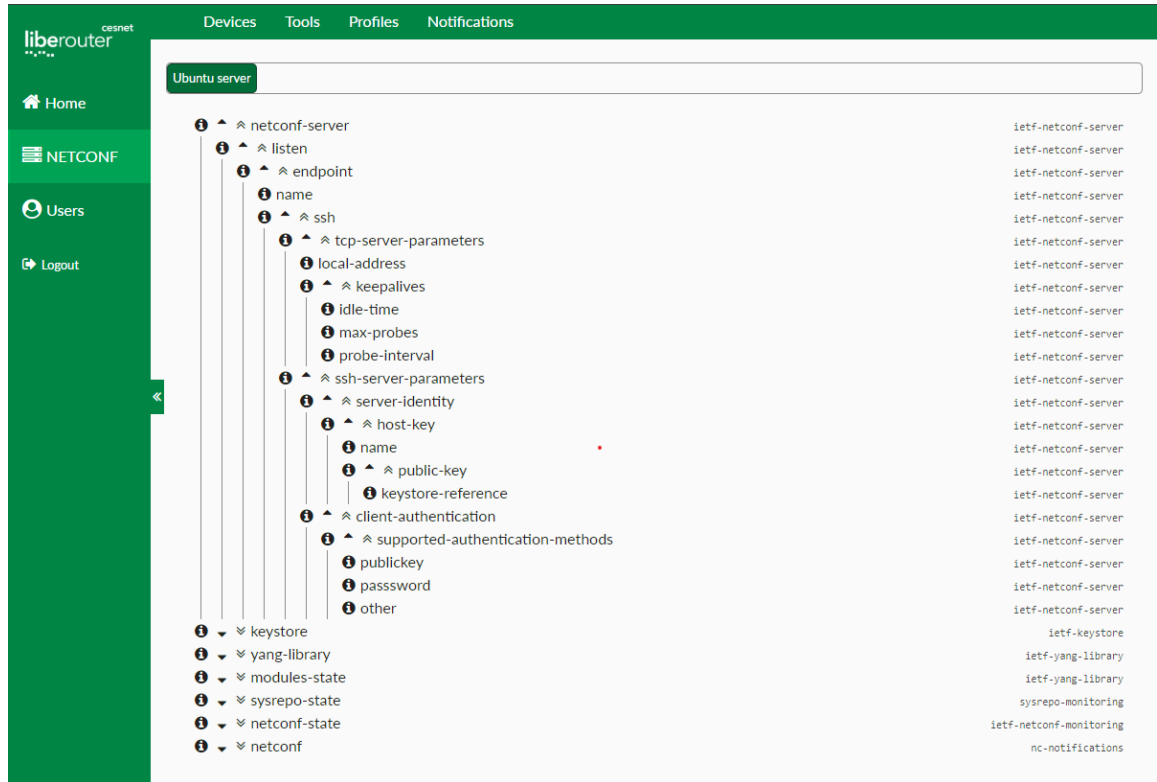 cesnet
liberouter
Devices Tools Profiles Notifications
Home
NETCONF
Users
Logout
Ubuntu server
netconf-server ietf-netconf-server
listen ietf-netconf-server
endpoint ietf-netconf-server
name ietf-netconf-server
ssh ietf-netconf-server
tcp-server-parameters ietf-netconf-server
local-address ietf-netconf-server
keepalives ietf-netconf-server
idle-time ietf-netconf-server
max-probes ietf-netconf-server
probe-interval ietf-netconf-server
ssh-server-parameters ietf-netconf-server
server-identity ietf-netconf-server
host-key ietf-netconf-server
name ietf-netconf-server
public-key ietf-netconf-server
keystore-reference ietf-netconf-server
client-authentication ietf-netconf-server
supported-authentication-methods ietf-netconf-server
publickey ietf-netconf-server
passsword ietf-netconf-server
other ietf-netconf-server
keystore ietf-keystore
yang-library ietf-yang-library
modules-state ietf-yang-library
sysrepo-state sysrepo-monitoring
netconf-state ietf-netconf-monitoring
netconf nc-notifications